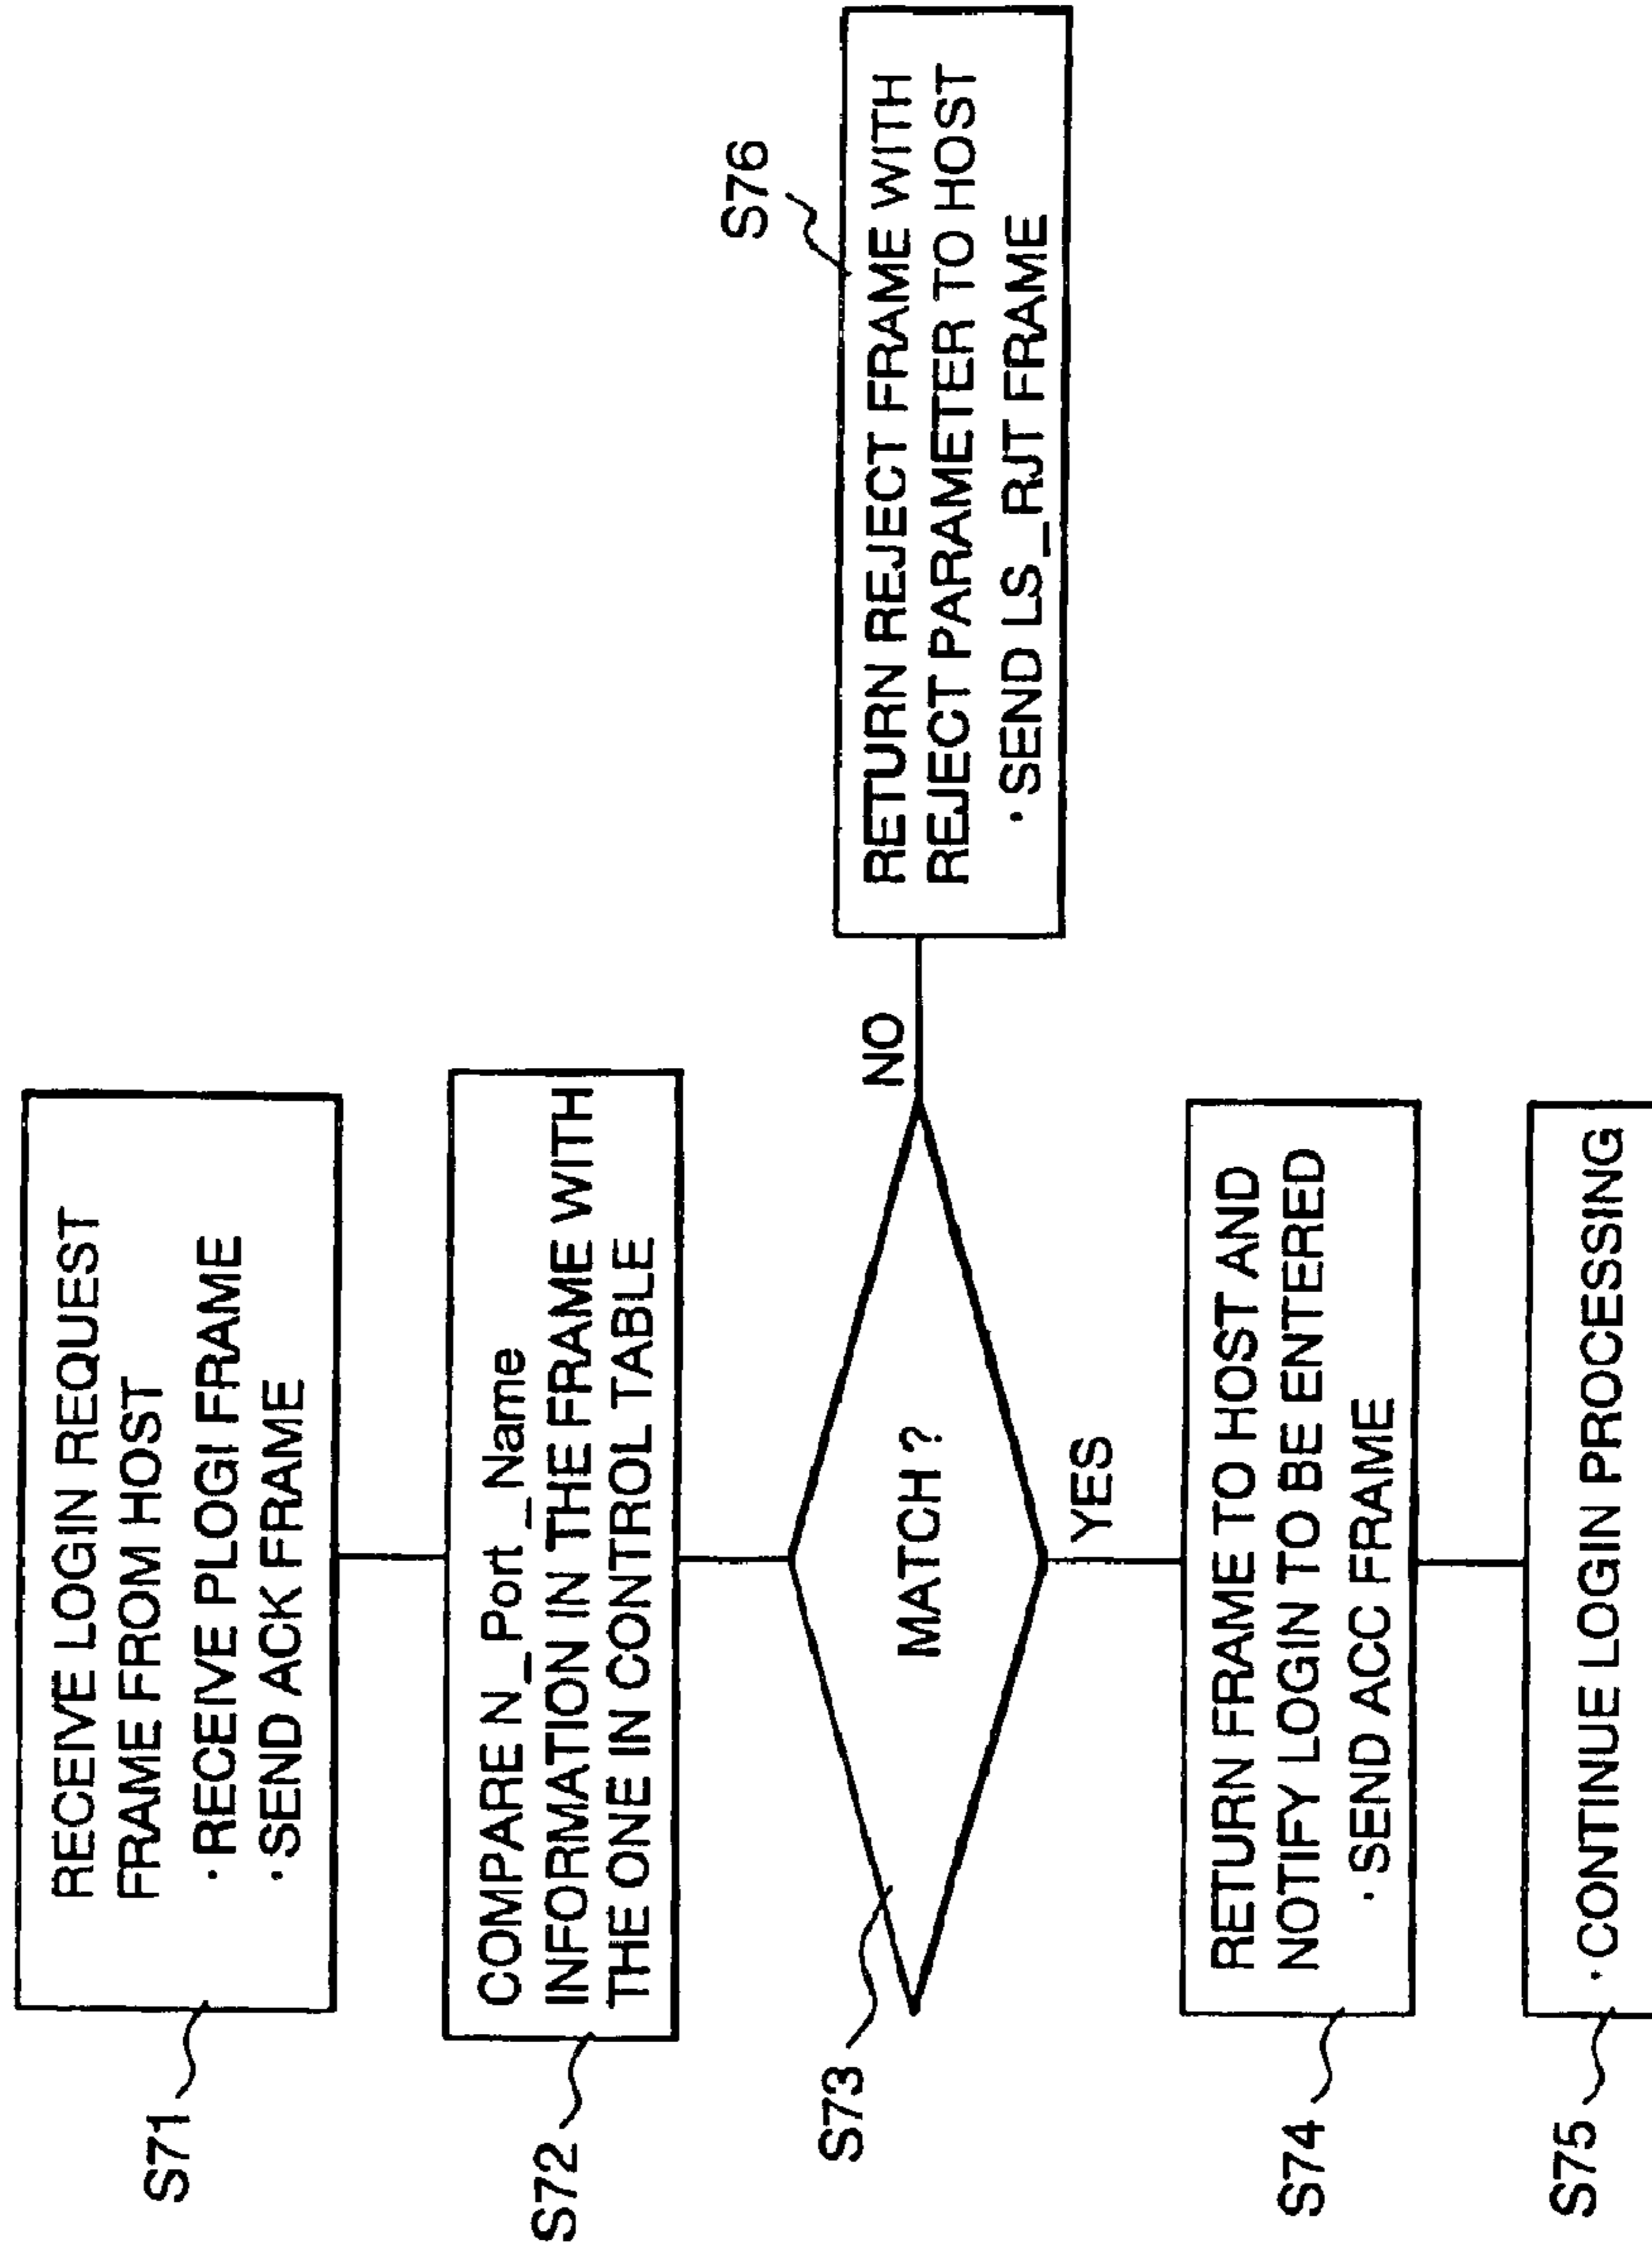 S71
RECEIVE LOGIN REQUEST
FRAME FROM HOST
· RECEIVE PLOGI FRAME
· SEND ACK FRAME
S72
COMPARE N_Port_Name
INFORMATION IN THE FRAME WITH
THE ONE IN CONTROL TABLE
S73
MATCH ?
NO
S76
RETURN REJECT FRAME WITH
REJECT PARAMETER TO HOST
· SEND LS_RJT FRAME
YES
S74
RETURN FRAME TO HOST AND
NOTIFY LOGIN TO BE ENTERED
· SEND ACC FRAME
S75
· CONTINUE LOGIN PROCESSING